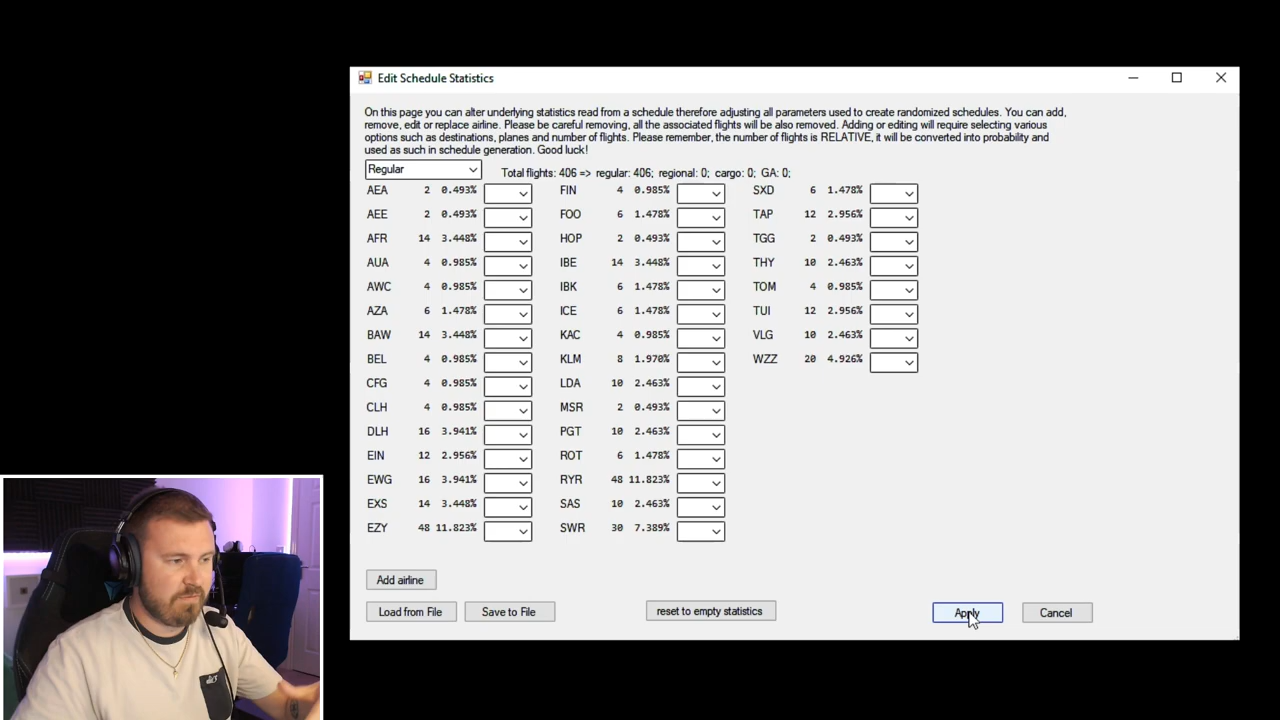 Edit Schedule Statistics
On this page you can alter underlying statistics read from a schedule therefore adjusting all parameters used to create randomized schedules. You can add,
remove, edit or replace airline. Please be careful removing, all the associated flights will be also removed. Adding or editing will require selecting various
options such as destinations, planes and number of flights. Please remember, the number of flights is RELATIVE, it will be converted into probability and
used as such in schedule generation. Good luck!
Regular Total flights: 406 => regular: 406; regional: 0; cargo: 0; GA: 0;
AEA 2 0.493% FIN 4 0.985% SXD 6 1.478%
AEE 2 0.493% FOO 6 1.478% TAP 12 2.956%
AFR 14 3.448% HOP 2 0.493% TGG 2 0.493%
AUA 4 0.985% IBE 14 3.448% THY 10 2.463%
AWC 4 0.985% IBK 6 1.478% TOM 4 0.985%
AZA 6 1.478% ICE 6 1.478% TUI 12 2.956%
BAW 14 3.448% KAC 4 0.985% VLG 10 2.463%
BEL 4 0.985% KLM 8 1.970% WZZ 20 4.926%
CFG 4 0.985% LDA 10 2.463%
CLH 4 0.985% MSR 2 0.493%
DLH 16 3.941% PGT 10 2.463%
EIN 12 2.956% ROT 6 1.478%
EWG 16 3.941% RYR 48 11.823%
EXS 14 3.448% SAS 10 2.463%
EZY 48 11.823% SWR 30 7.389%
Add airline
Load from File Save to File reset to empty statistics Apply Cancel